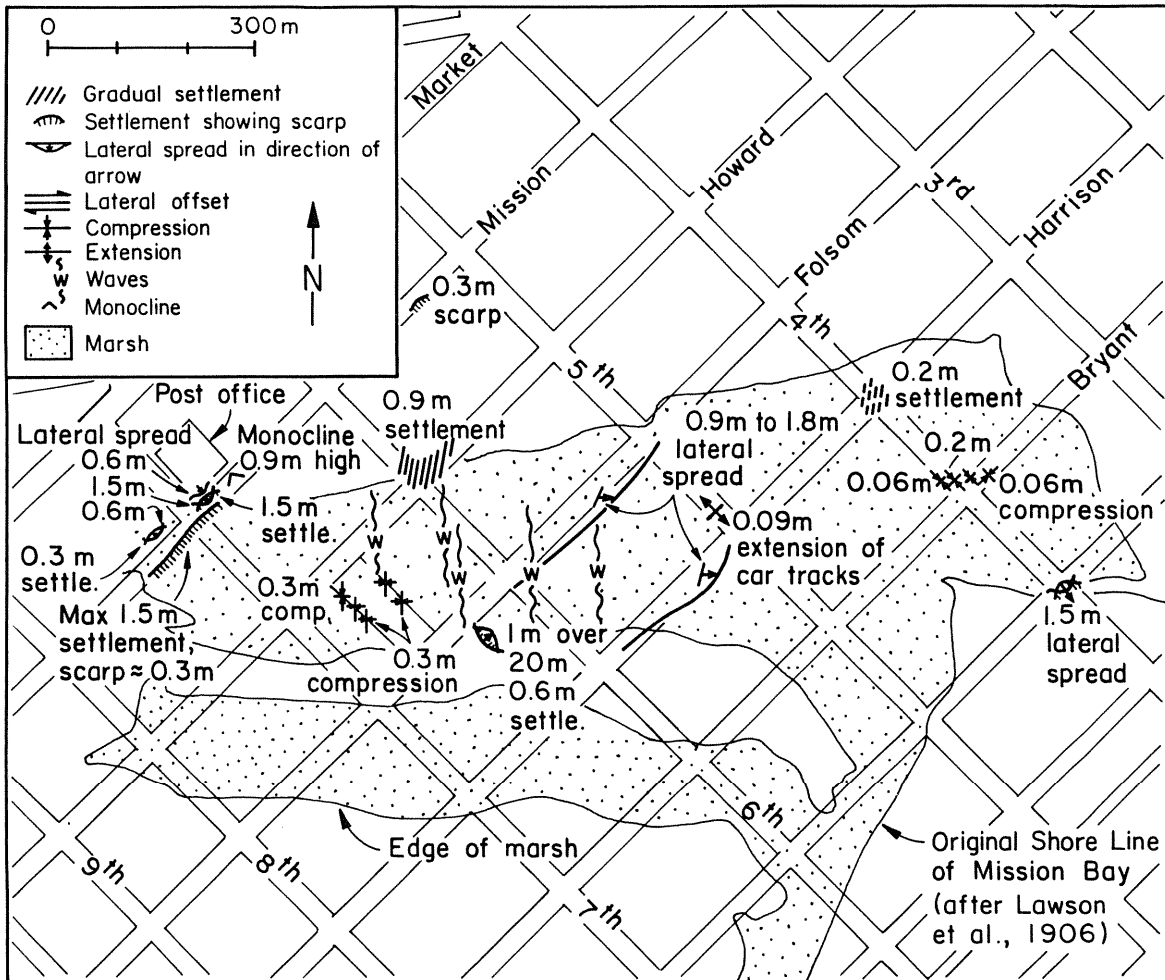 0 300m
Gradual settlement
Settlement showing scarp
Lateral spread in direction of
arrow
Lateral offset
Compression
Extension
W Waves
Monocline
Marsh
N
Market
Mission
Howard
Folsom
3rd
Harrison
Bryant
4th
5th
0.3m
scarp
Post office
Lateral spread
0.6m
1.5m
0.6m
Monocline
0.9m high
1.5m
settle.
0.3 m
settle.
Max 1.5m
settlement,
scarp ≈ 0.3m
0.9m
settlement
W
W
W
W
W
0.3m
comp.
0.3m
compression
1m over
20m
0.6m
settle.
0.9m to 1.8m
lateral
spread
0.09m
extension of
car tracks
0.2m
settlement
0.2m
0.06m
0.06m
compression
1.5m
lateral
spread
Edge of marsh
Original Shore Line
of Mission Bay
(after Lawson
et al., 1906)
6th
7th
8th
9th